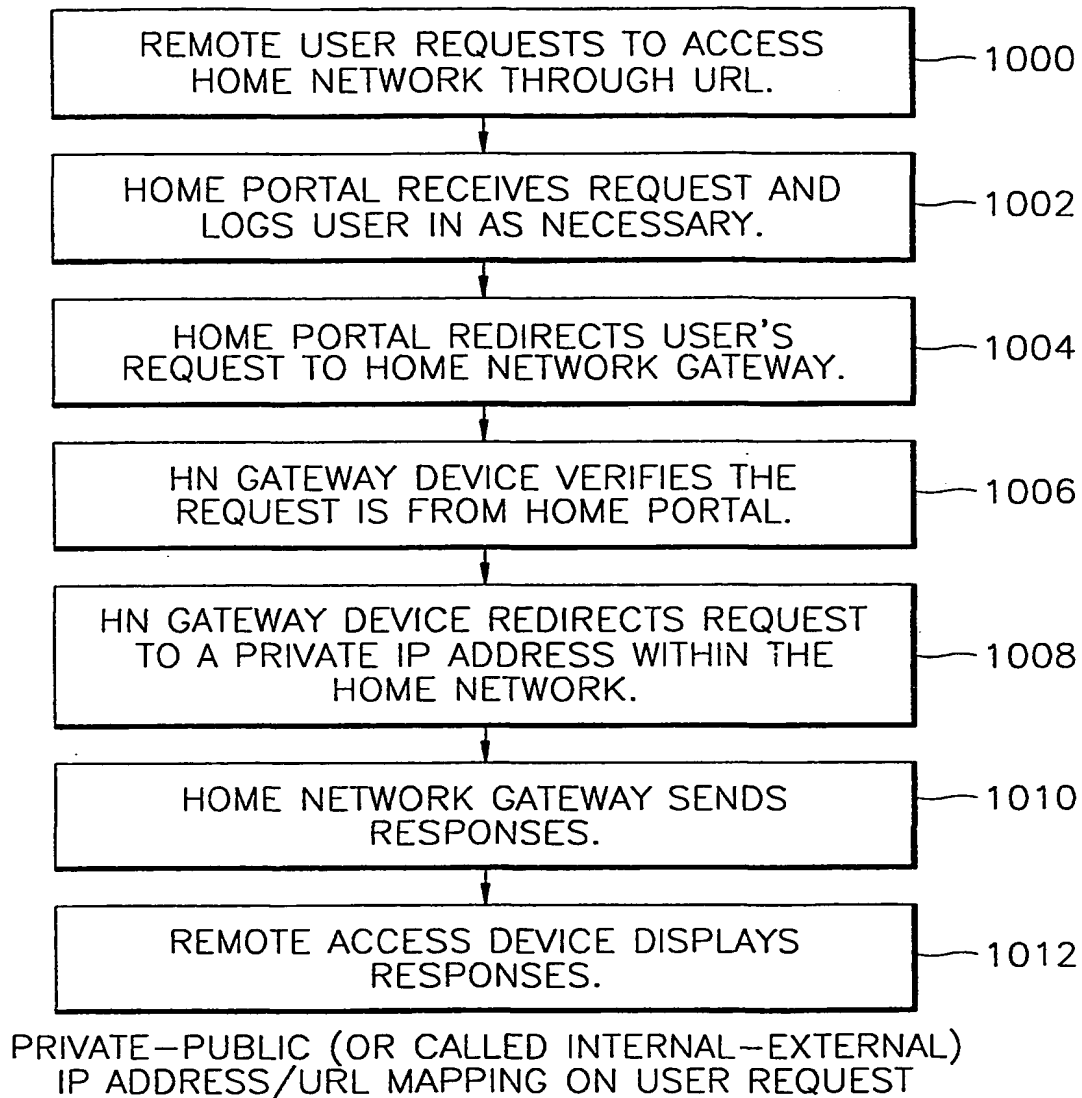 REMOTE USER REQUESTS TO ACCESS
HOME NETWORK THROUGH URL.
1000
HOME PORTAL RECEIVES REQUEST AND
LOGS USER IN AS NECESSARY.
1002
HOME PORTAL REDIRECTS USER'S
REQUEST TO HOME NETWORK GATEWAY.
1004
HN GATEWAY DEVICE VERIFIES THE
REQUEST IS FROM HOME PORTAL.
1006
HN GATEWAY DEVICE REDIRECTS REQUEST
TO A PRIVATE IP ADDRESS WITHIN THE
HOME NETWORK.
1008
HOME NETWORK GATEWAY SENDS
RESPONSES.
1010
REMOTE ACCESS DEVICE DISPLAYS
RESPONSES.
1012
PRIVATE-PUBLIC (OR CALLED INTERNAL-EXTERNAL)
IP ADDRESS/URL MAPPING ON USER REQUEST